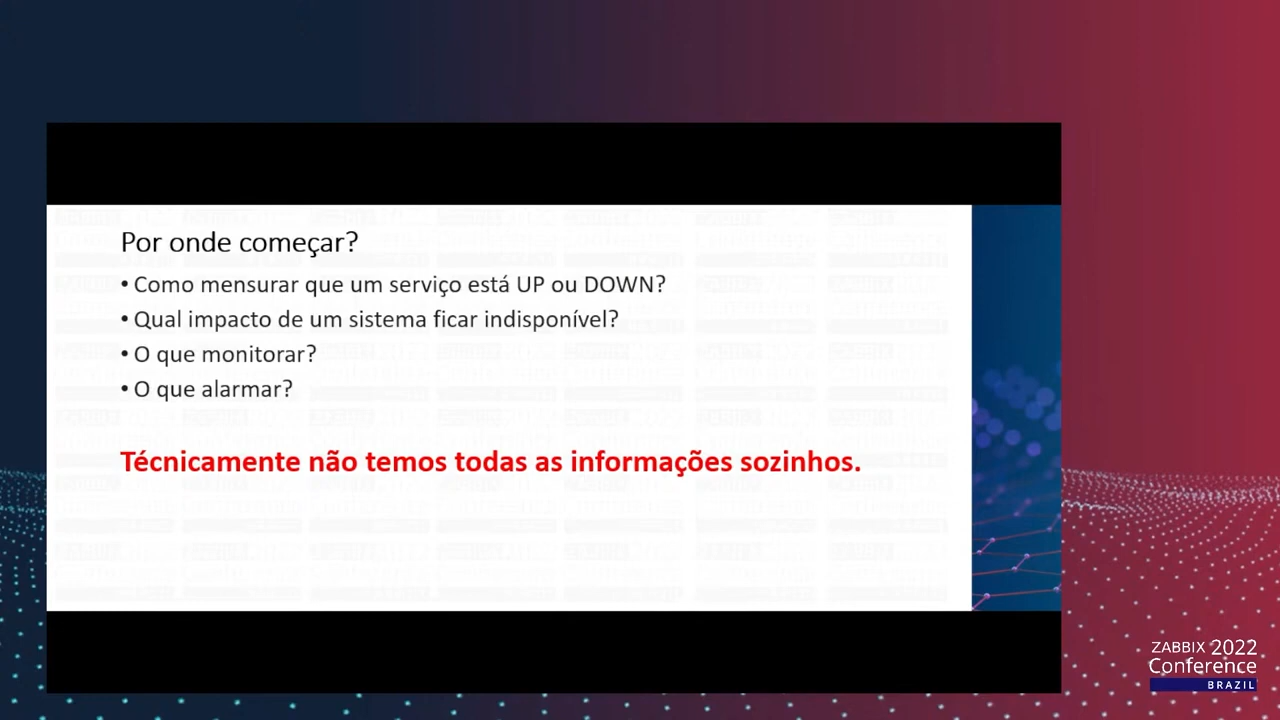 Por onde começar?
• Como mensurar que um serviço está UP ou DOWN?
• Qual impacto de um sistema ficar indisponível?
• O que monitorar?
• O que alarmar?
Técnicamente não temos todas as informações sozinhos.
ZABBIX 2022
Conference
BRAZIL